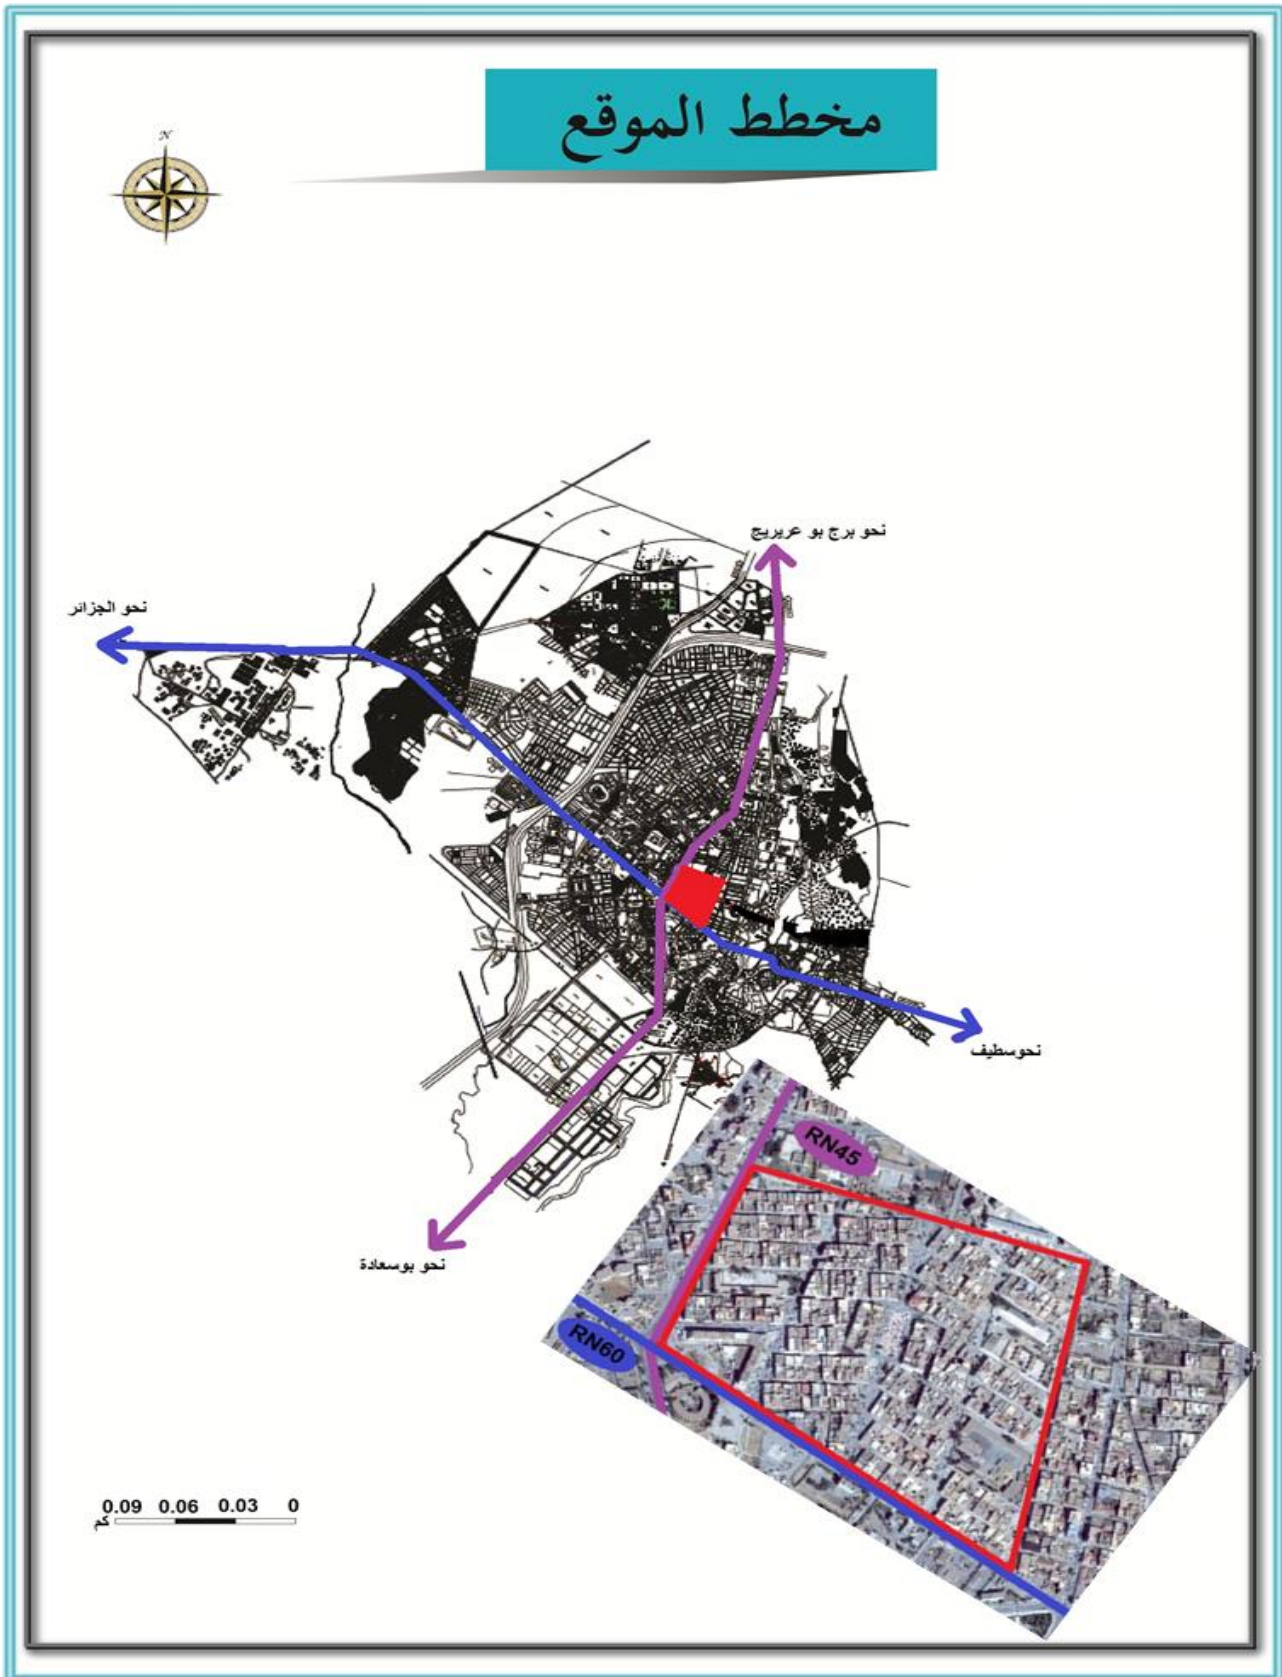 مخطط الموقع
N
نحو برج بو عريريج
نحو الجزائر
نحوسطيف
نحو بوسعادة
RN45
RN60
0.09 0.06 0.03 0
كم